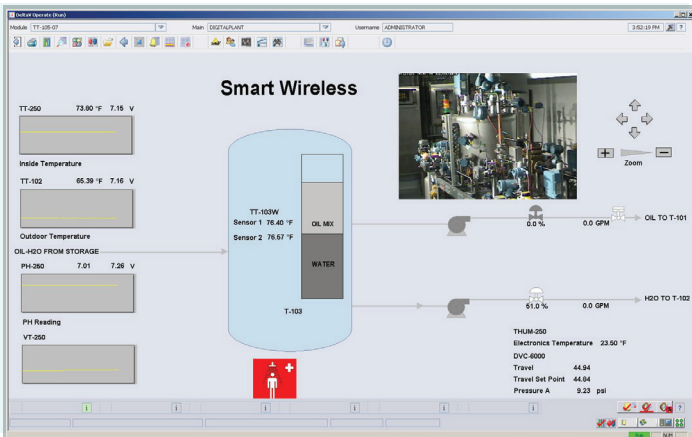 DeltaV Operate (Run)
Module TT-105-07 Main DIGITALPLANT Username ADMINISTRATOR 3:52:19 PM ?
Smart Wireless
TT-250 73.80 °F 7.15 V
Inside Temperature
TT-102 65.39 °F 7.16 V
Outdoor Temperature
OIL-H2O FROM STORAGE
PH-250 7.01 7.26 V
PH Reading
VT-250
TT-103W
Sensor 1 76.40 °F
Sensor 2 76.57 °F
OIL MIX
WATER
T-103
+ −
Zoom
0.0 % 0.0 GPM OIL TO T-101
51.0 % 0.0 GPM H2O TO T-102
THUM-250
Electronics Temperature 23.50 °F
DVC-6000
Travel 44.94
Travel Set Point 44.84
Pressure A 9.23 psi
i i i i i i ?
NUM